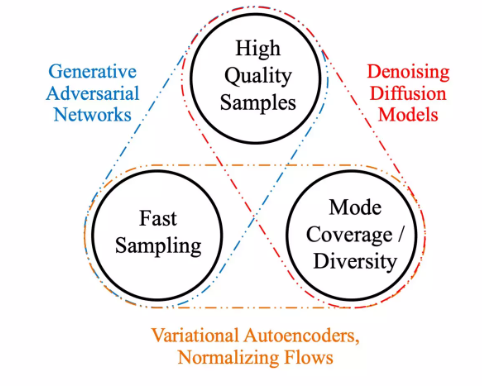 High
Quality
Samples
Generative
Adversarial
Networks
Denoising
Diffusion
Models
Fast
Sampling
Mode
Coverage /
Diversity
Variational Autoencoders,
Normalizing Flows